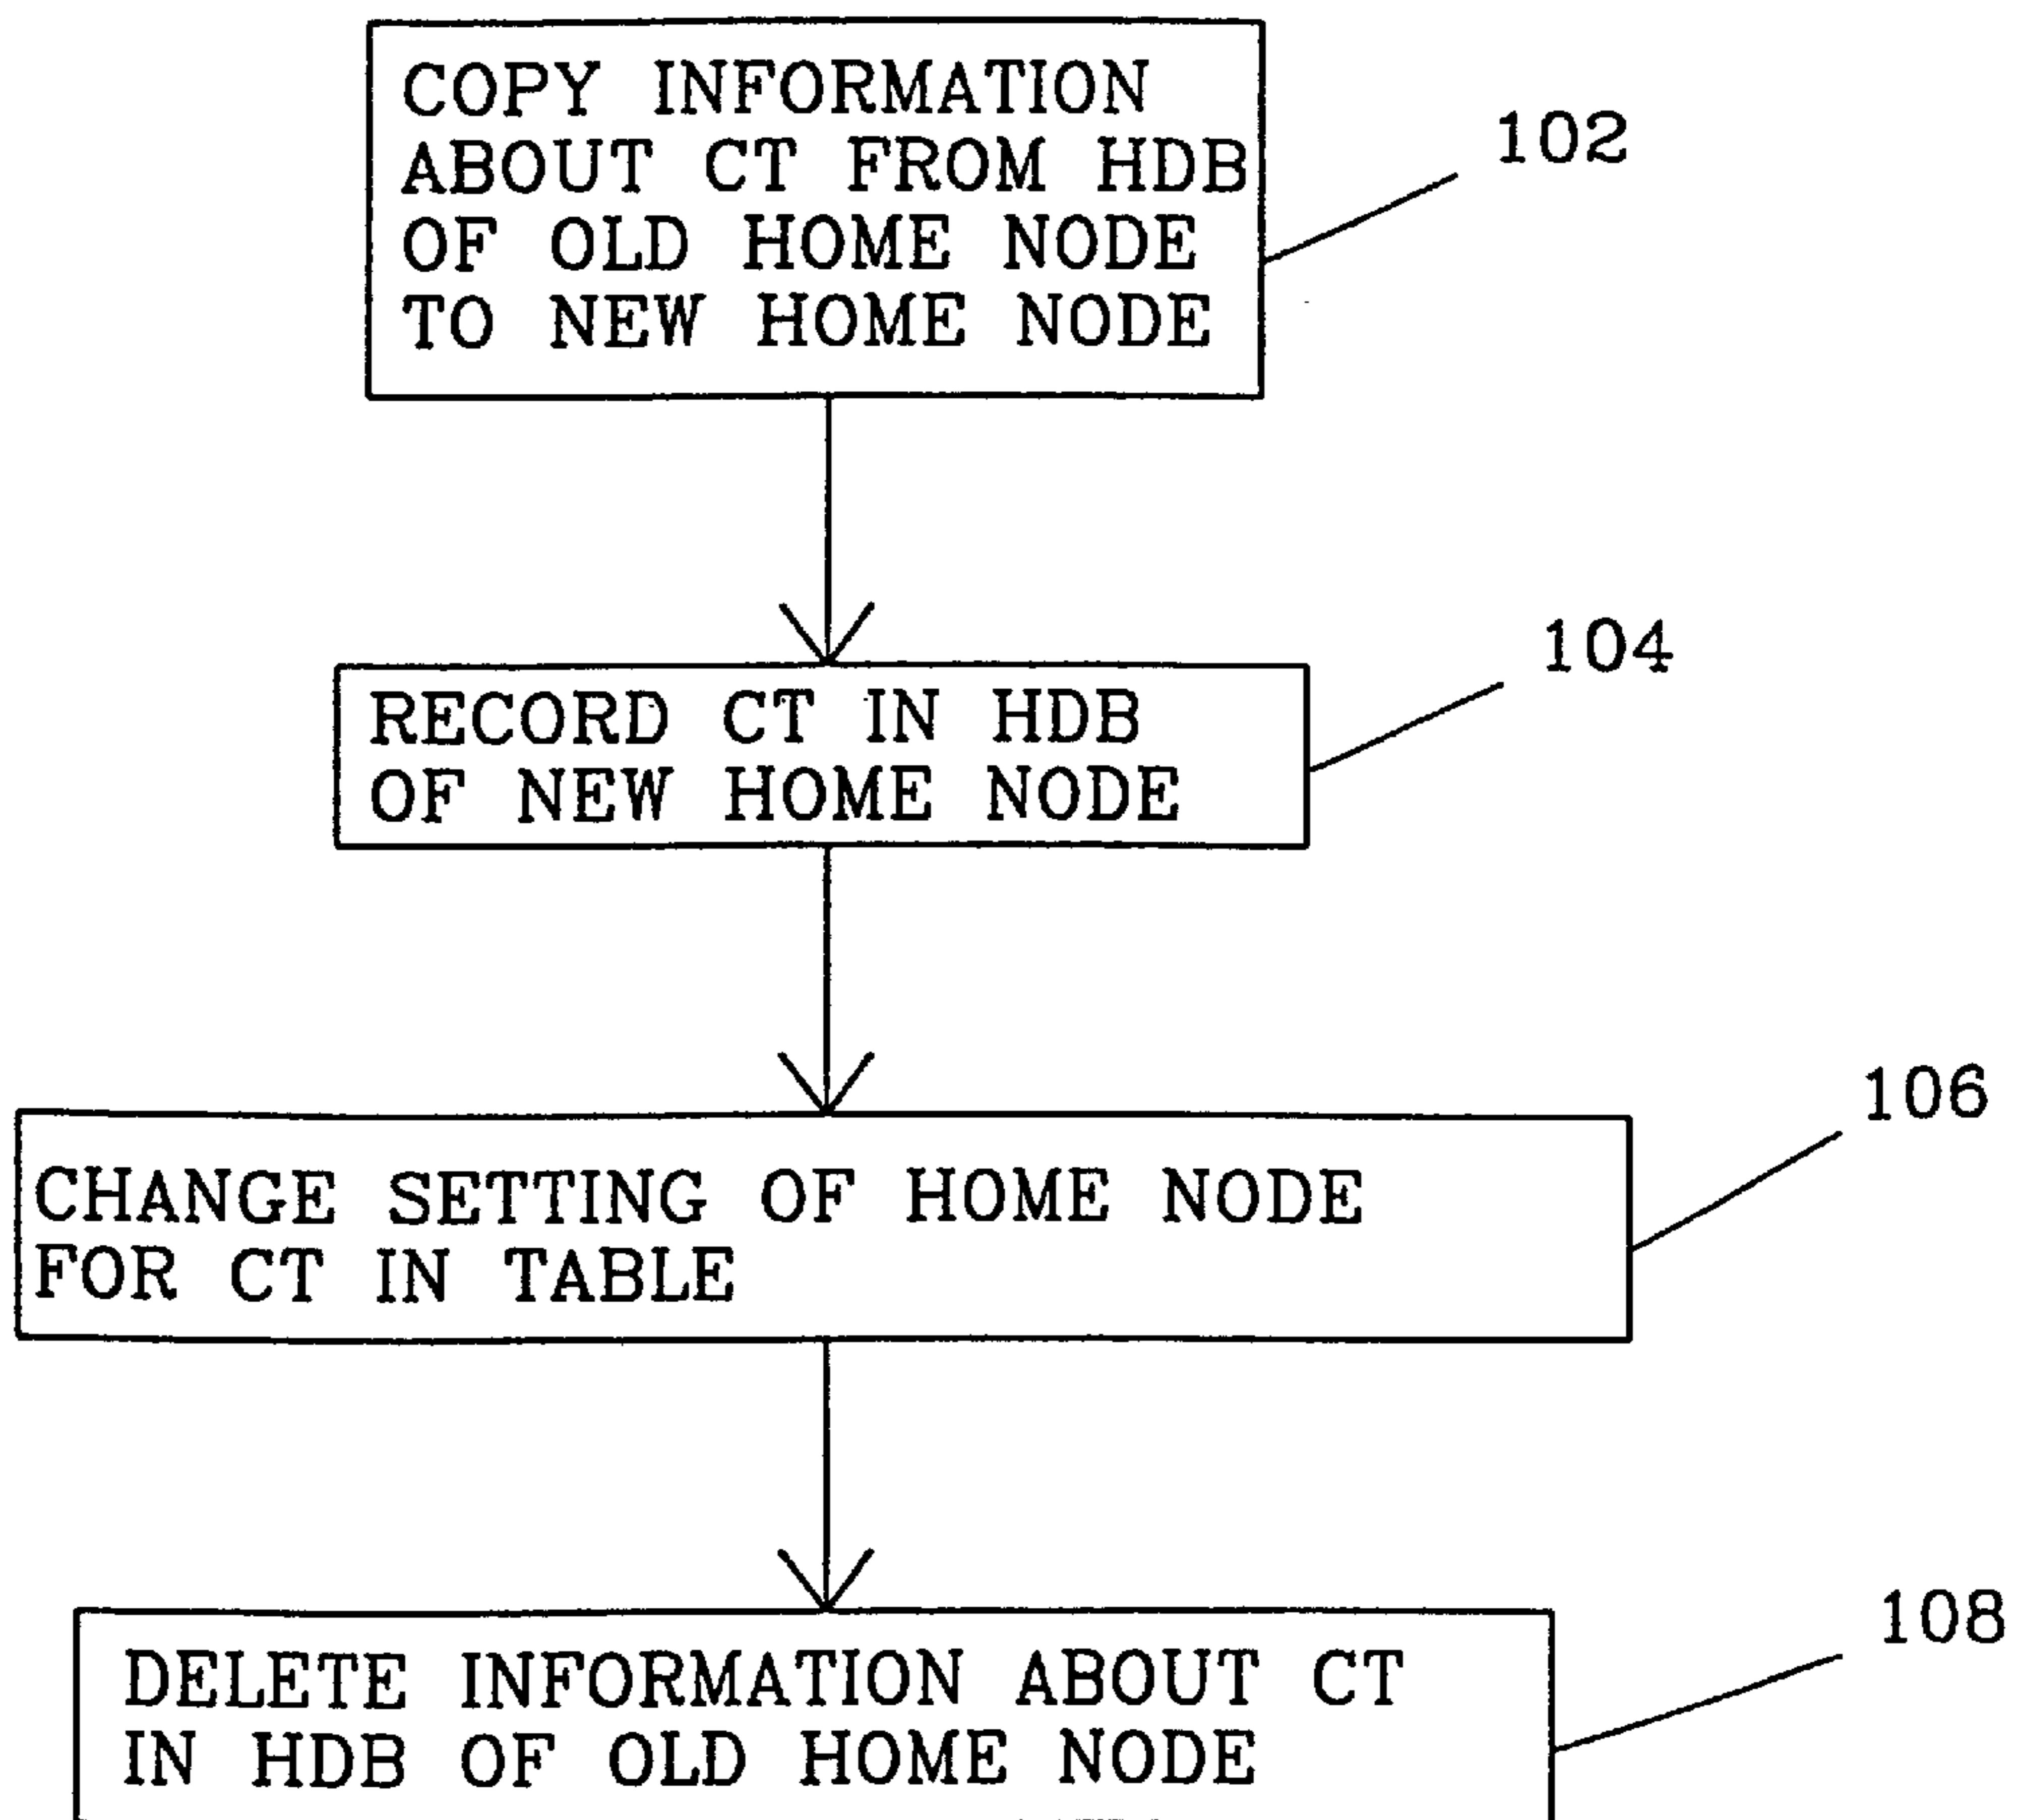 COPY INFORMATION
ABOUT CT FROM HDB
OF OLD HOME NODE
TO NEW HOME NODE
102
RECORD CT IN HDB
OF NEW HOME NODE
104
CHANGE SETTING OF HOME NODE
FOR CT IN TABLE
106
DELETE INFORMATION ABOUT CT
IN HDB OF OLD HOME NODE
108